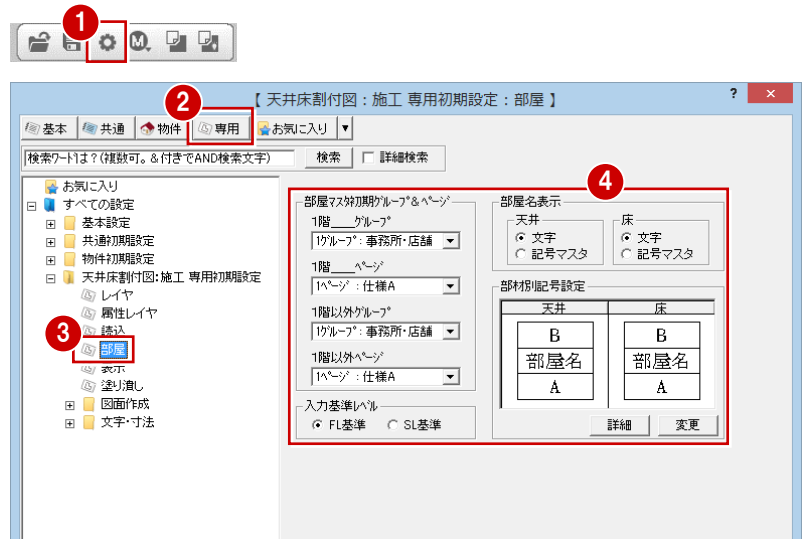 1
M
2
【 天井床割付図：施工 専用初期設定：部屋 】
? ×
基本 共通 物件 専用 お気に入り ▼
検索ワードは？(複数可。＆付きでAND検索文字) 検索 詳細検索
4
お気に入り
すべての設定
基本設定
共通初期設定
物件初期設定
天井床割付図:施工 専用初期設定
レイヤ
属性レイヤ
3
読込
部屋
表示
塗り潰し
図面作成
文字・寸法
部屋マスタ初期グループ＆ページ
1階___グループ
1グループ：事務所・店舗
1階___ページ
1ページ：仕様A
1階以外グループ
1グループ：事務所・店舗
1階以外ページ
1ページ：仕様A
入力基準レベル
FL基準 SL基準
部屋名表示
天井 床
文字 文字
記号マスタ 記号マスタ
部材別記号設定
天井 床
B B
部屋名 部屋名
A A
詳細 変更